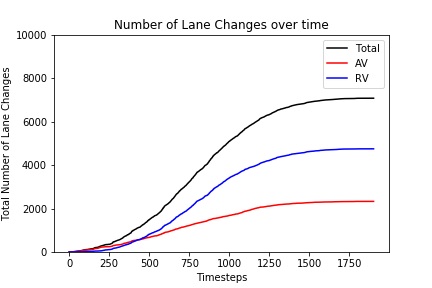 Number of Lane Changes over time
Total Number of Lane Changes
10000
8000
6000
4000
2000
0
Total
AV
RV
0 250 500 750 1000 1250 1500 1750
Timesteps